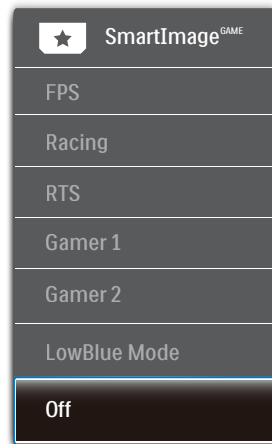 SmartImage GAME
FPS
Racing
RTS
Gamer 1
Gamer 2
LowBlue Mode
Off